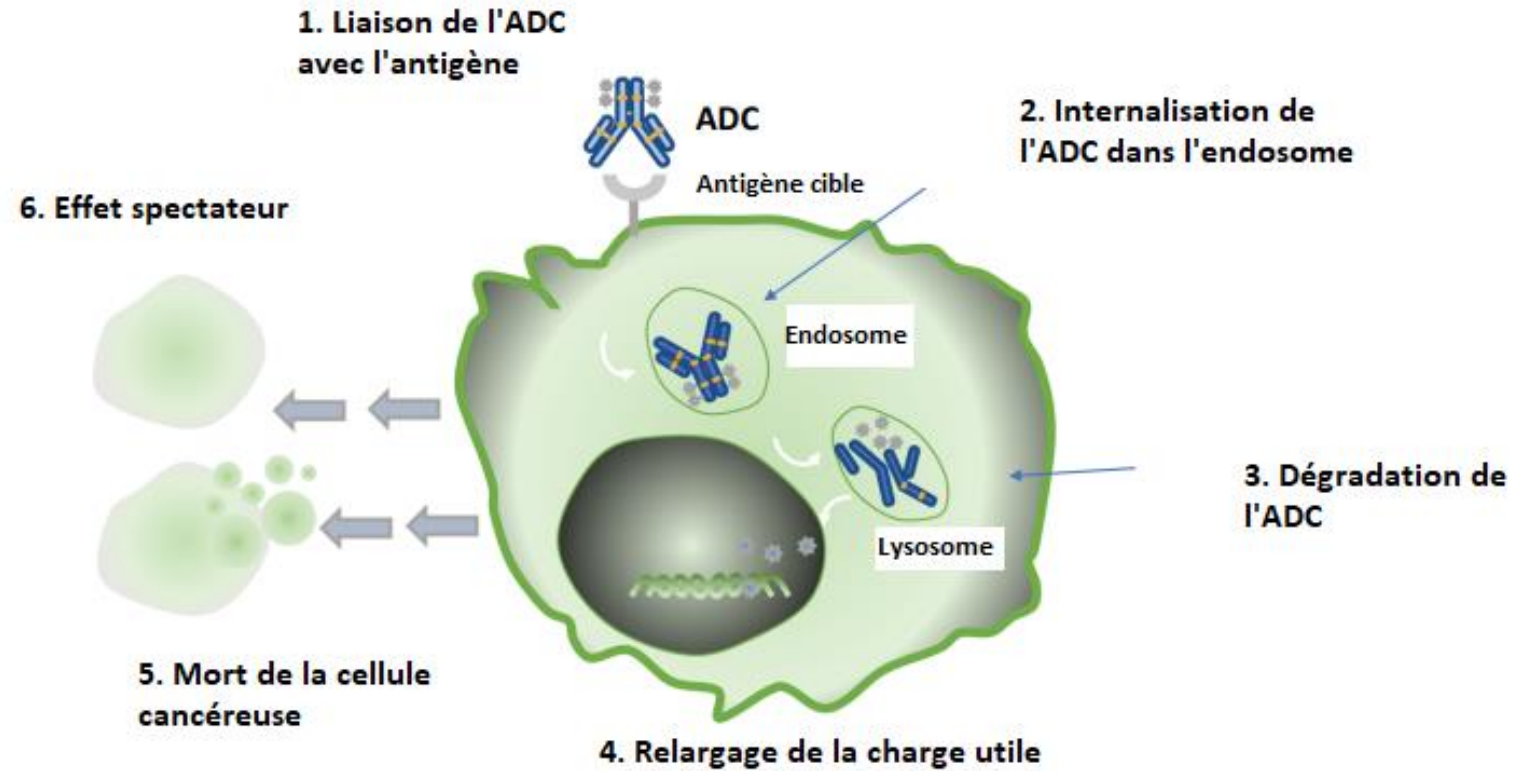 1. Liaison de l'ADC
avec l'antigène
ADC
Antigène cible
2. Internalisation de
l'ADC dans l'endosome
6. Effet spectateur
Endosome
3. Dégradation de
l'ADC
Lysosome
5. Mort de la cellule
cancéreuse
4. Relargage de la charge utile